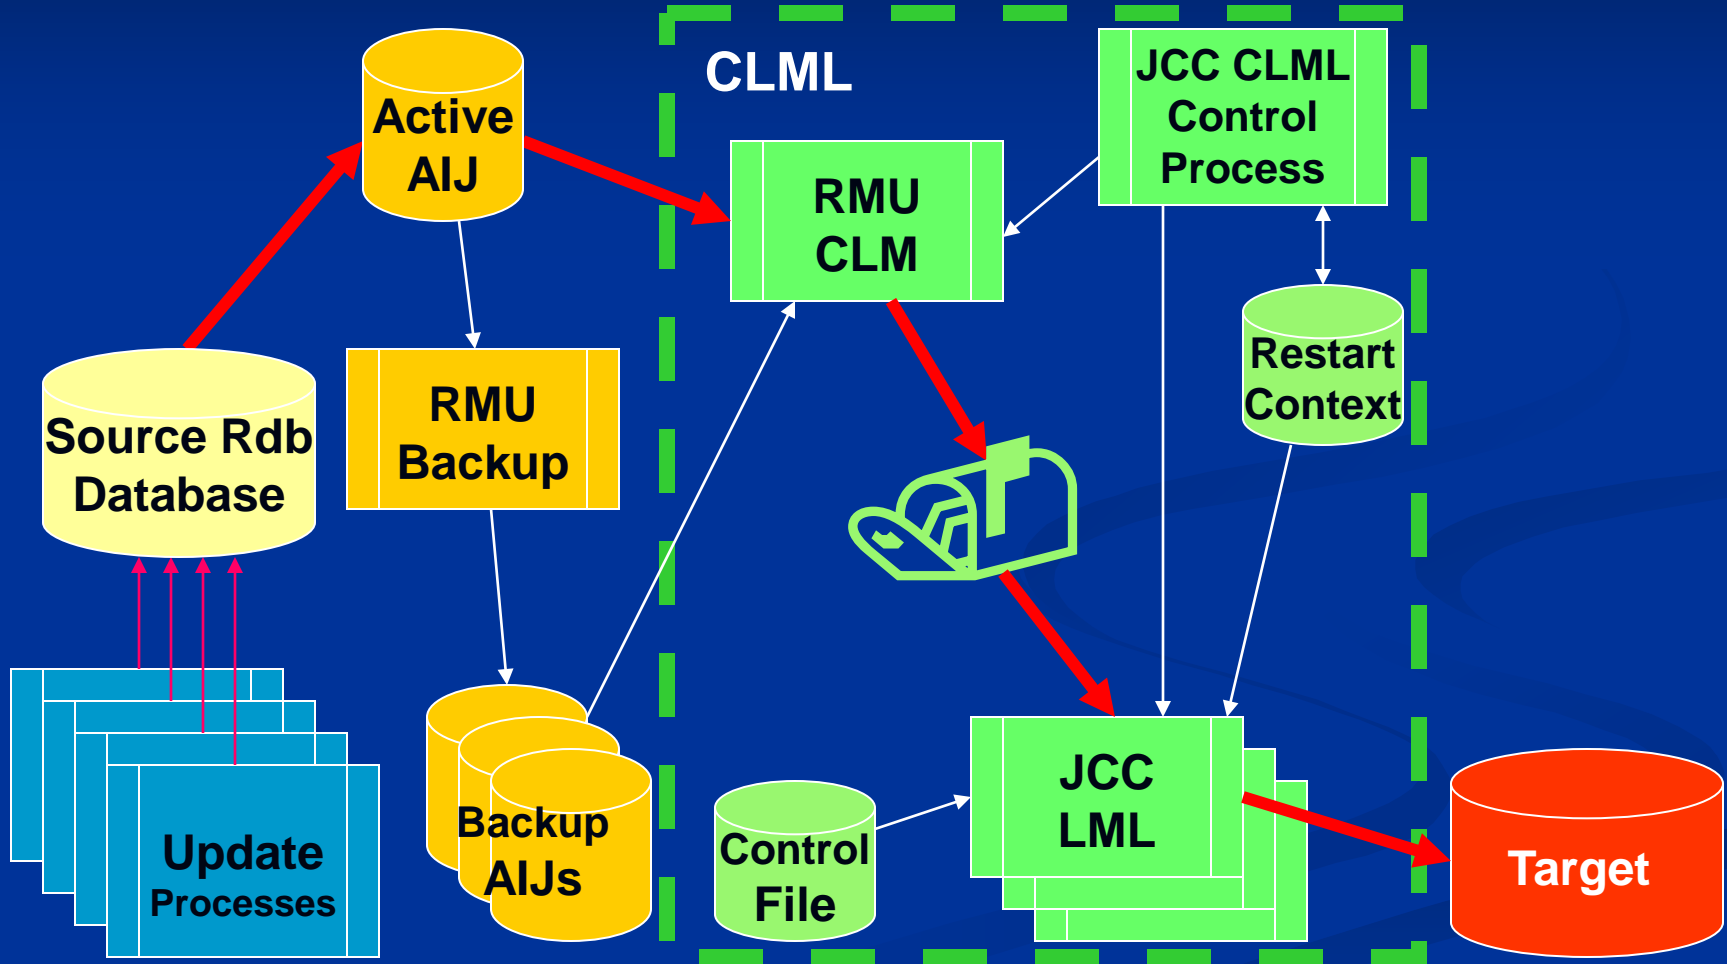 CLML
JCC CLML
Control
Process
Active
AIJ
RMU
CLM
Restart
Context
RMU
Backup
Source Rdb
Database
JCC
LML
Backup
AIJs
Control
File
Update
Processes
Target